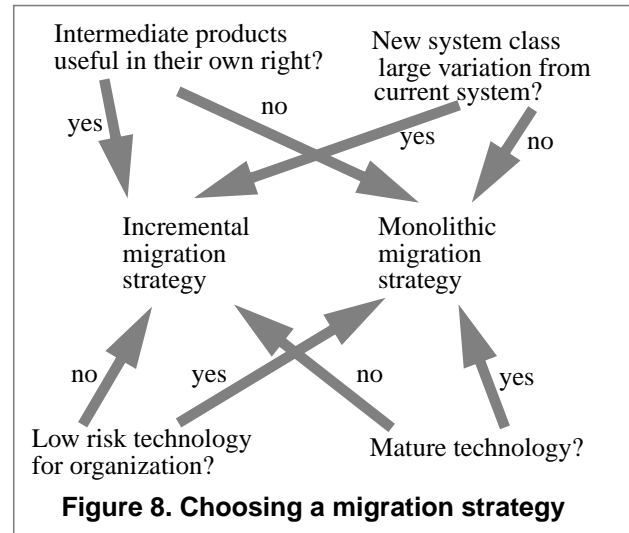 Intermediate products
useful in their own right?
New system class
large variation from
current system?
yes
no
yes
no
Incremental
migration
strategy
Monolithic
migration
strategy
no
yes
no
yes
Low risk technology
for organization?
Mature technology?
Figure 8. Choosing a migration strategy